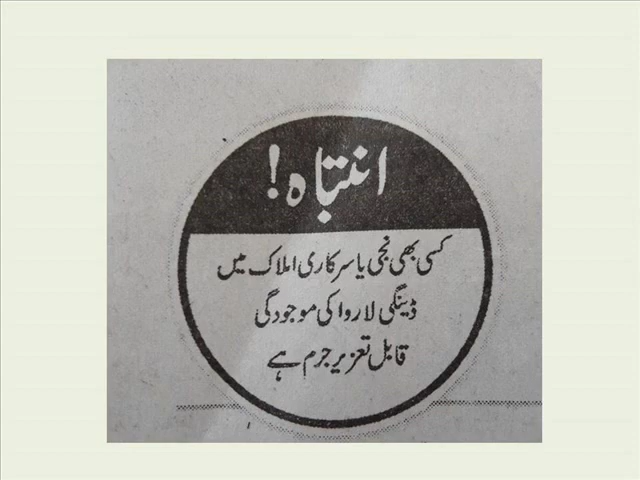 انتباہ!
کسی بھی نجی یا سرکاری املاک میں
ڈینگی لاروا کی موجودگی
قابل تعزیر جرم ہے